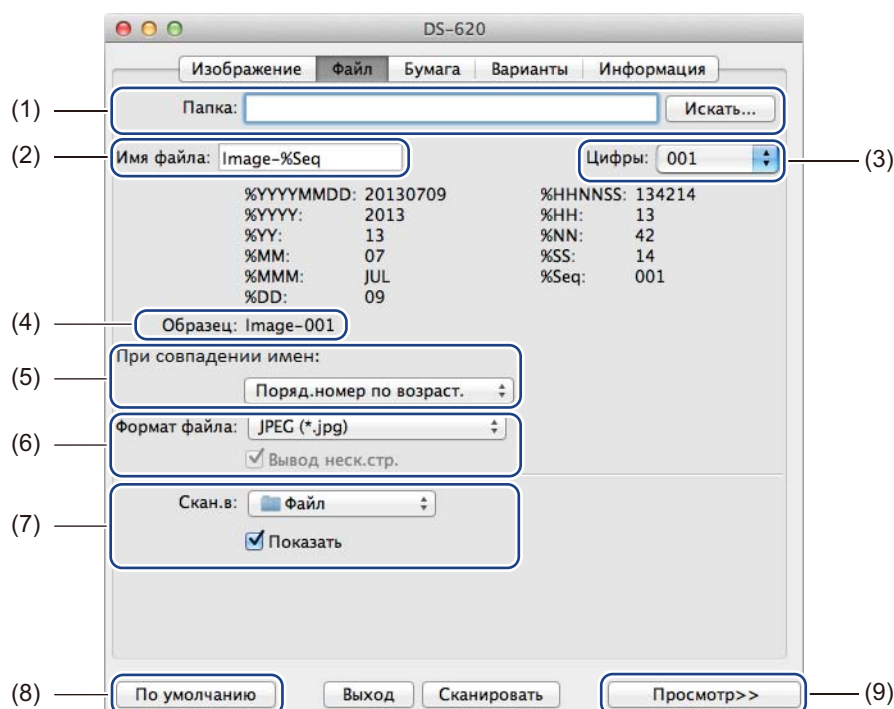 DS-620
Изображение Файл Бумага Варианты Информация
(1) Папка: Искать...
(2) Имя файла: Image-%Seq Цифры: 001 (3)
%YYYYMMDD: 20130709 %HHNNSS: 134214
%YYYY: 2013 %HH: 13
%YY: 13 %NN: 42
%MM: 07 %SS: 14
%MMM: JUL %Seq: 001
%DD: 09
(4) Образец: Image-001
При совпадении имен:
(5) Поряд.номер по возраст.
(6) Формат файла: JPEG (*.jpg)
Вывод неск.стр.
(7) Скан.в: Файл
Показать
(8) По умолчанию Выход Сканировать Просмотр>> (9)